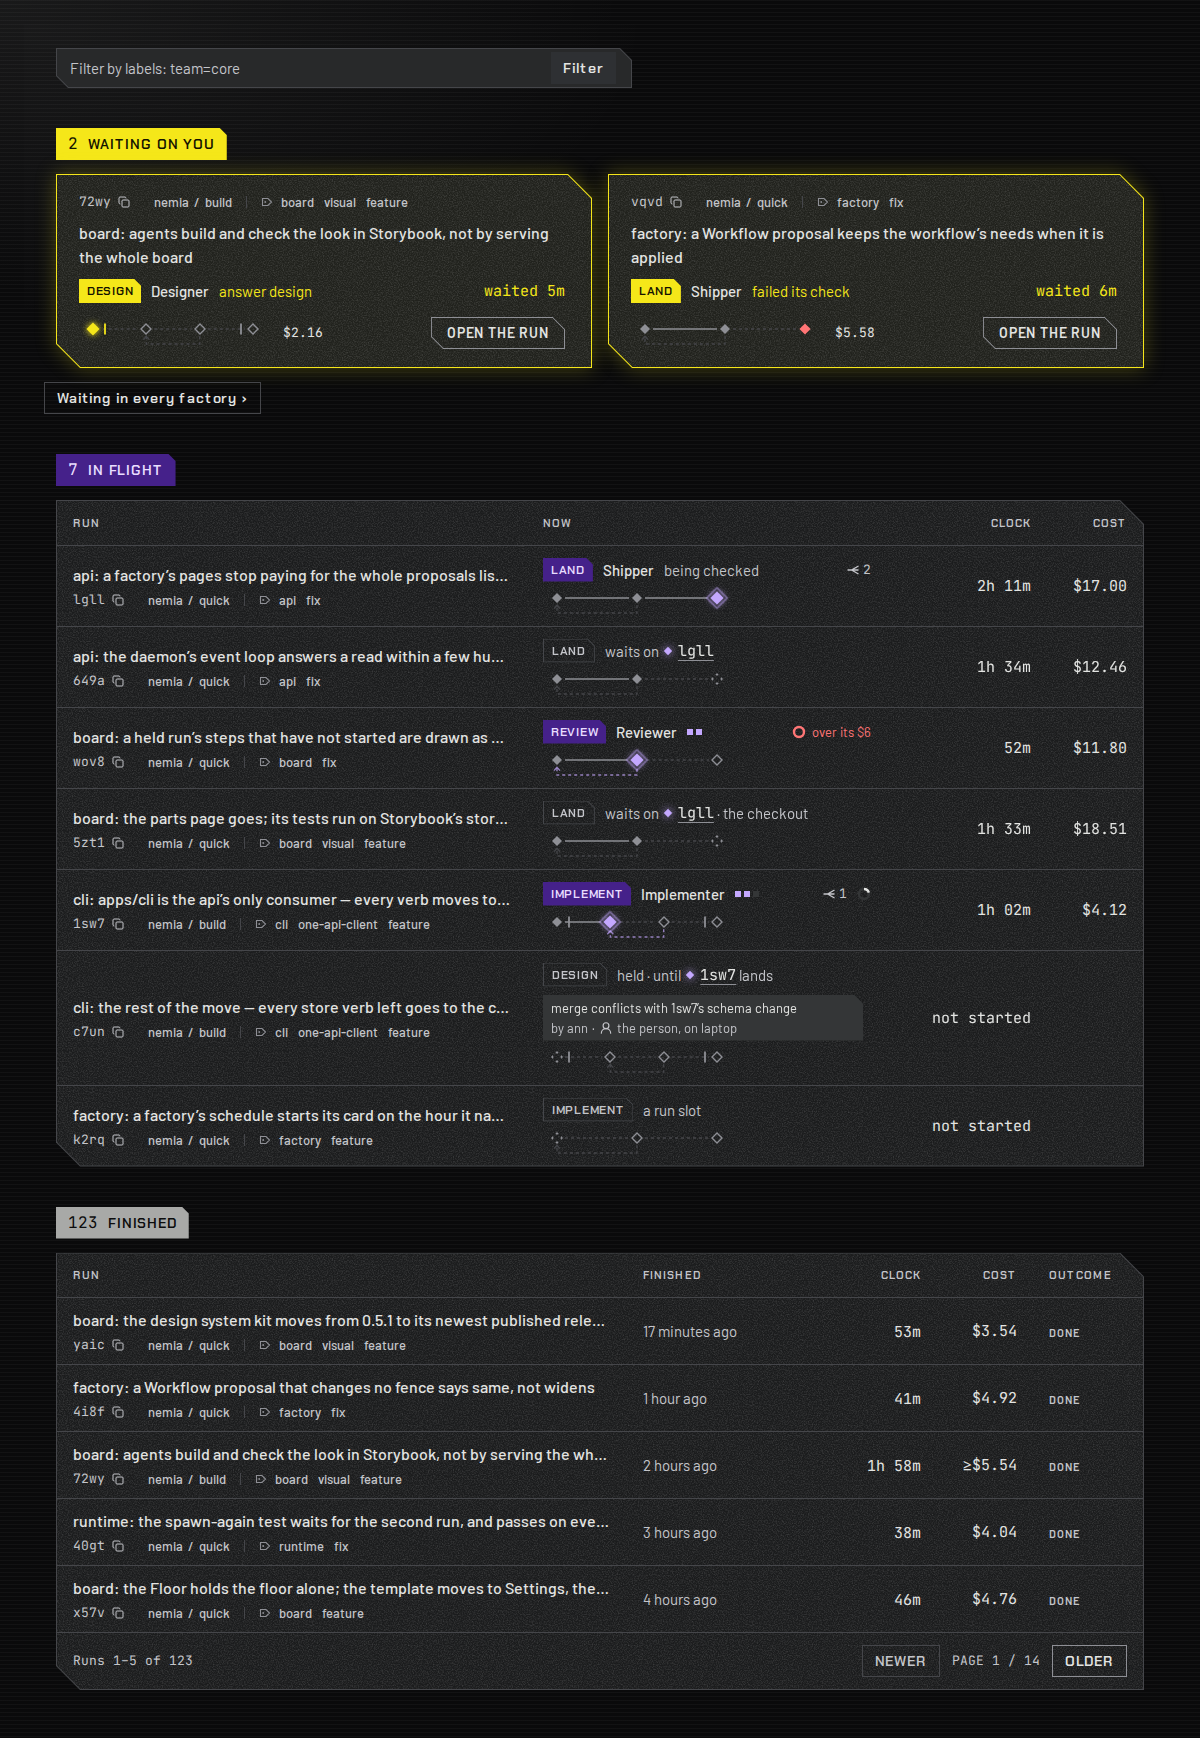 Filter by labels: team=core
Filter
2 WAITING ON YOU
72wy nemla / build board visual feature
board: agents build and check the look in Storybook, not by serving
the whole board
DESIGN Designer answer design waited 5m
$2.16 OPEN THE RUN
vqvd nemla / quick factory fix
factory: a Workflow proposal keeps the workflow's needs when it is
applied
LAND Shipper failed its check waited 6m
$5.58 OPEN THE RUN
Waiting in every factory ›
7 IN FLIGHT
RUN NOW CLOCK COST
api: a factory's pages stop paying for the whole proposals lis...
lgll nemla / quick api fix
LAND Shipper being checked 2
2h 11m $17.00
api: the daemon's event loop answers a read within a few hu...
649a nemla / quick api fix
LAND waits on lgll
1h 34m $12.46
board: a held run's steps that have not started are drawn as ...
wov8 nemla / quick board fix
REVIEW Reviewer over its $6
52m $11.80
board: the parts page goes; its tests run on Storybook's stor...
5zt1 nemla / quick board visual feature
LAND waits on lgll · the checkout
1h 33m $18.51
cli: apps/cli is the api's only consumer — every verb moves to...
1sw7 nemla / build cli one-api-client feature
IMPLEMENT Implementer 1
1h 02m $4.12
cli: the rest of the move — every store verb left goes to the c...
c7un nemla / build cli one-api-client feature
DESIGN held · until 1sw7 lands
merge conflicts with 1sw7's schema change
by ann · the person, on laptop
not started
factory: a factory's schedule starts its card on the hour it na...
k2rq nemla / quick factory feature
IMPLEMENT a run slot
not started
123 FINISHED
RUN FINISHED CLOCK COST OUTCOME
board: the design system kit moves from 0.5.1 to its newest published rele...
yaic nemla / quick board visual feature
17 minutes ago 53m $3.54 DONE
factory: a Workflow proposal that changes no fence says same, not widens
4i8f nemla / quick factory fix
1 hour ago 41m $4.92 DONE
board: agents build and check the look in Storybook, not by serving the wh...
72wy nemla / build board visual feature
2 hours ago 1h 58m ≥$5.54 DONE
runtime: the spawn-again test waits for the second run, and passes on eve...
40gt nemla / quick runtime fix
3 hours ago 38m $4.04 DONE
board: the Floor holds the floor alone; the template moves to Settings, the...
x57v nemla / quick board feature
4 hours ago 46m $4.76 DONE
Runs 1–5 of 123 NEWER PAGE 1 / 14 OLDER